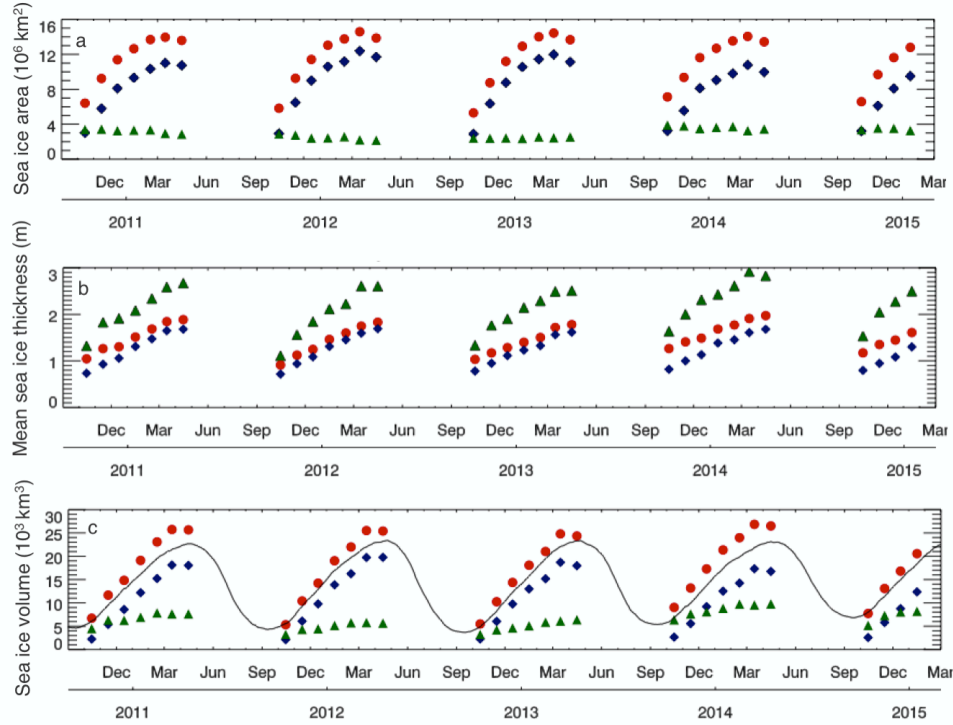 Sea ice area (10⁶ km²)
a
16
12
8
4
0
Dec Mar Jun Sep Dec Mar Jun Sep Dec Mar Jun Sep Dec Mar Jun Sep Dec Mar
2011 2012 2013 2014 2015
Mean sea ice thickness (m)
b
3
2
1
0
Dec Mar Jun Sep Dec Mar Jun Sep Dec Mar Jun Sep Dec Mar Jun Sep Dec Mar
2011 2012 2013 2014 2015
Sea ice volume (10³ km³)
c
30
25
20
15
10
5
0
Dec Mar Jun Sep Dec Mar Jun Sep Dec Mar Jun Sep Dec Mar Jun Sep Dec Mar
2011 2012 2013 2014 2015